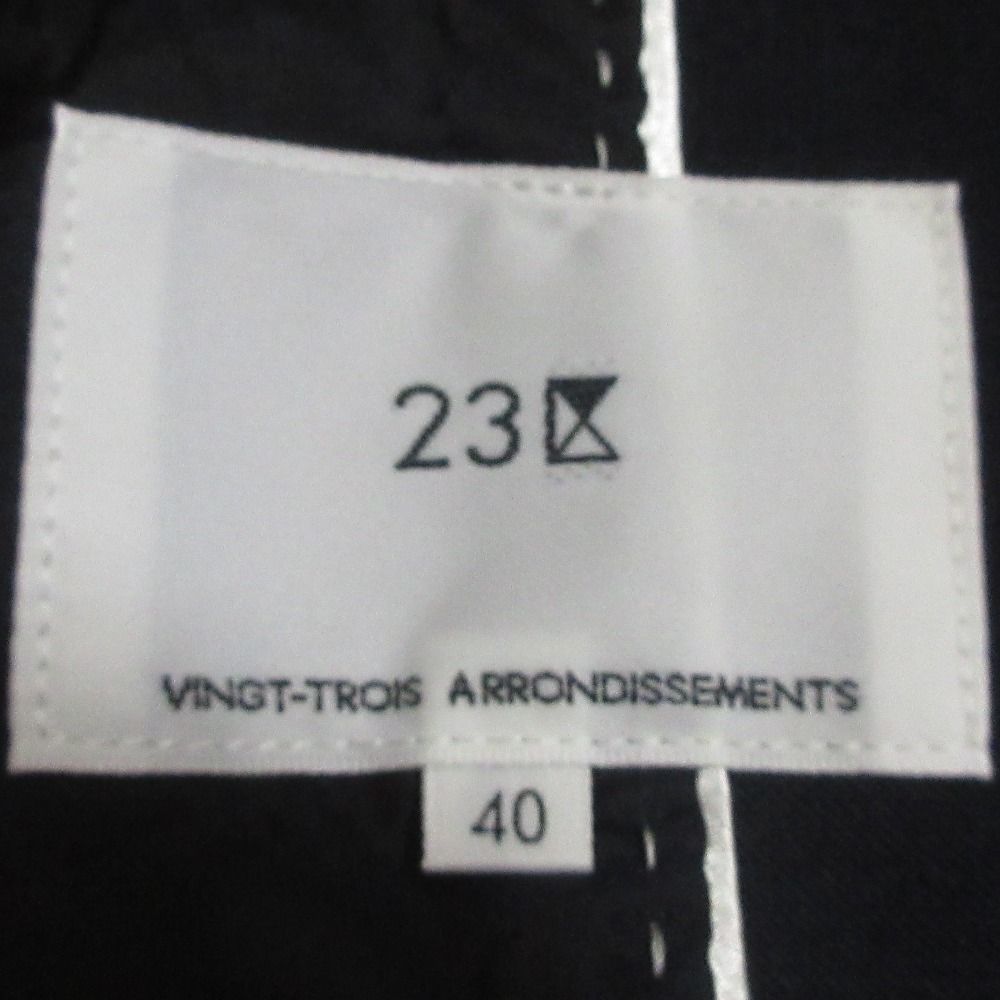 23区
VINGT-TROIS ARRONDISSEMENTS
40